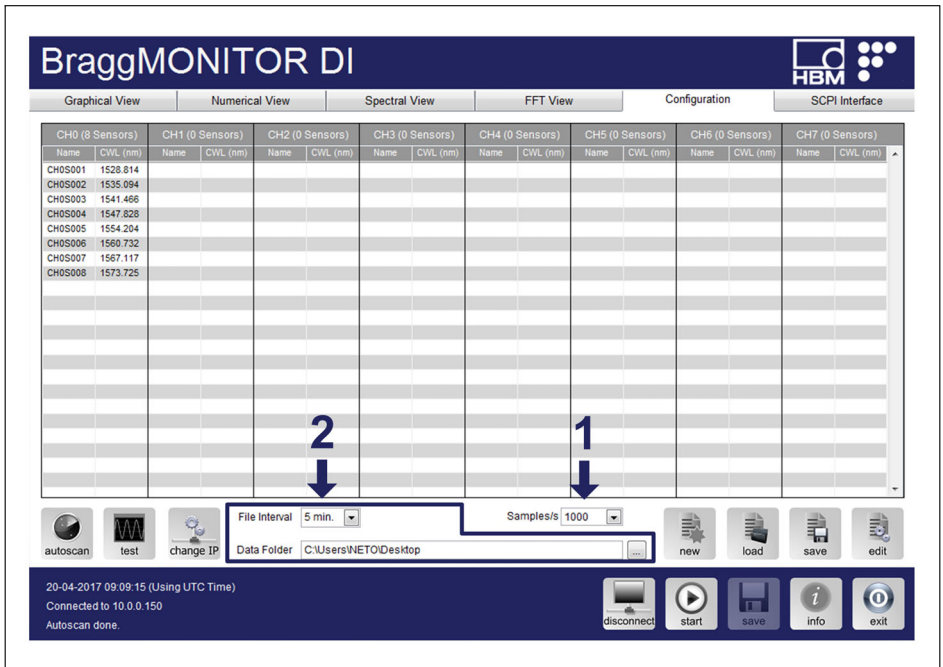 BraggMONITOR DI
HBM
Graphical View Numerical View Spectral View FFT View Configuration SCPI Interface
CH0 (8 Sensors) CH1 (0 Sensors) CH2 (0 Sensors) CH3 (0 Sensors) CH4 (0 Sensors) CH5 (0 Sensors) CH6 (0 Sensors) CH7 (0 Sensors)
Name CWL (nm) Name CWL (nm) Name CWL (nm) Name CWL (nm) Name CWL (nm) Name CWL (nm) Name CWL (nm) Name CWL (nm)
CH0S001 1528.814
CH0S002 1535.094
CH0S003 1541.466
CH0S004 1547.828
CH0S005 1554.204
CH0S006 1560.732
CH0S007 1567.117
CH0S008 1573.725
2 1
File Interval 5 min. Samples/s 1000
autoscan test change IP Data Folder C:\Users\NETO\Desktop ... new load save edit
20-04-2017 09:09:15 (Using UTC Time)
Connected to 10.0.0.150
Autoscan done.
disconnect start save info exit